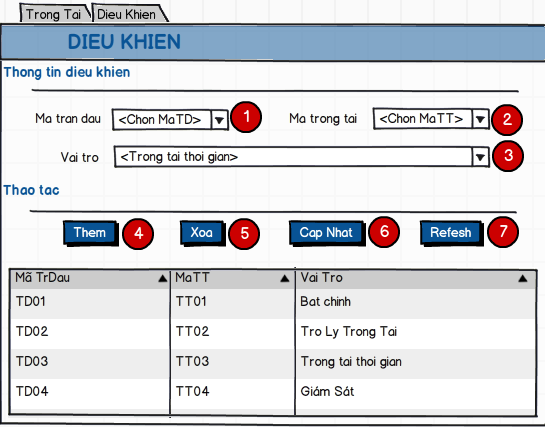 Trong Tai Dieu Khien
DIEU KHIEN
Thong tin dieu khien
Ma tran dau <Chon MaTD> 1 Ma trong tai <Chon MaTT> 2
Vai tro <Trong tai thoi gian> 3
Thao tac
Them 4 Xoa 5 Cap Nhat 6 Refesh 7
Mã TrDau MaTT Vai Tro
TD01 TT01 Bat chinh
TD02 TT02 Tro Ly Trong Tai
TD03 TT03 Trong tai thoi gian
TD04 TT04 Giám Sát